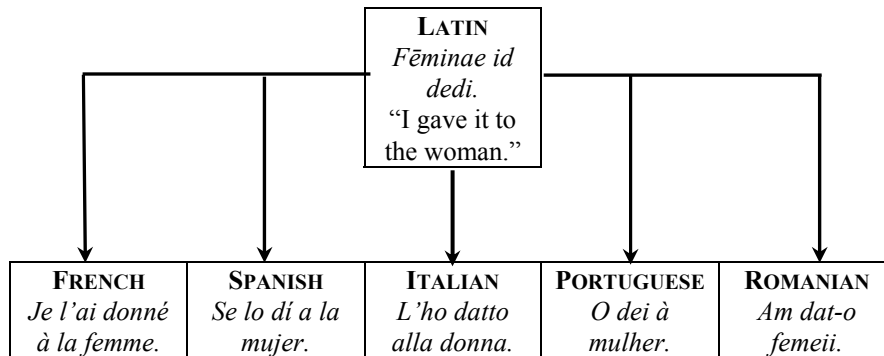 LATIN
Fēminae id
dedi.
“I gave it to
the woman.”
FRENCH
Je l’ai donné
à la femme.
SPANISH
Se lo dí a la
mujer.
ITALIAN
L’ho datto
alla donna.
PORTUGUESE
O dei à
mulher.
ROMANIAN
Am dat-o
femeii.